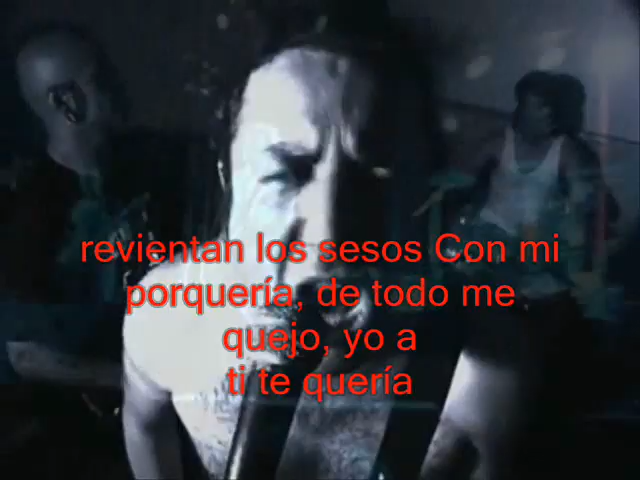 revientan los sesos Con mi
porquería, de todo me
quejo, yo a
ti te quería